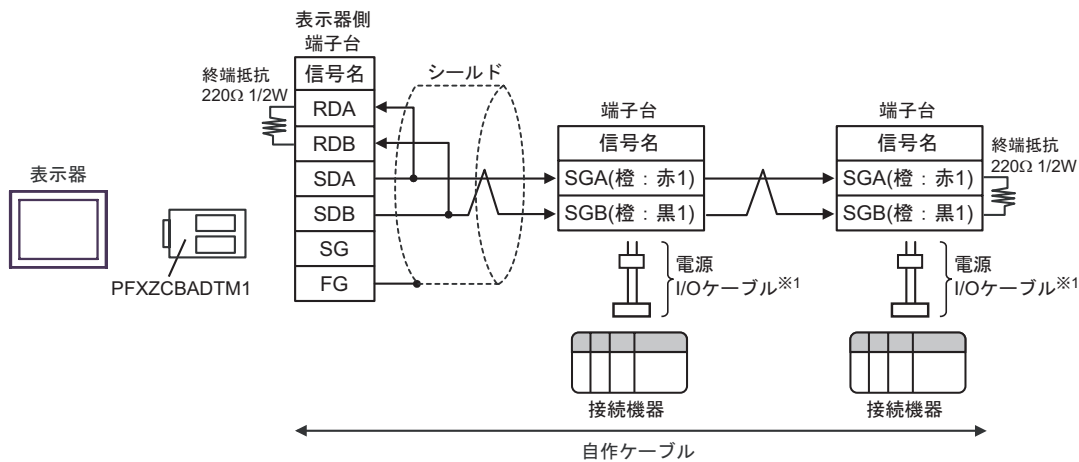 表示器側
端子台
信号名
RDA
RDB
SDA
SDB
SG
FG
終端抵抗
220Ω 1/2W
シールド
表示器
PFXZCBADTM1
端子台
信号名
SGA(橙：赤1)
SGB(橙：黒1)
電源
I/Oケーブル※1
接続機器
端子台
信号名
SGA(橙：赤1)
SGB(橙：黒1)
終端抵抗
220Ω 1/2W
電源
I/Oケーブル※1
接続機器
自作ケーブル